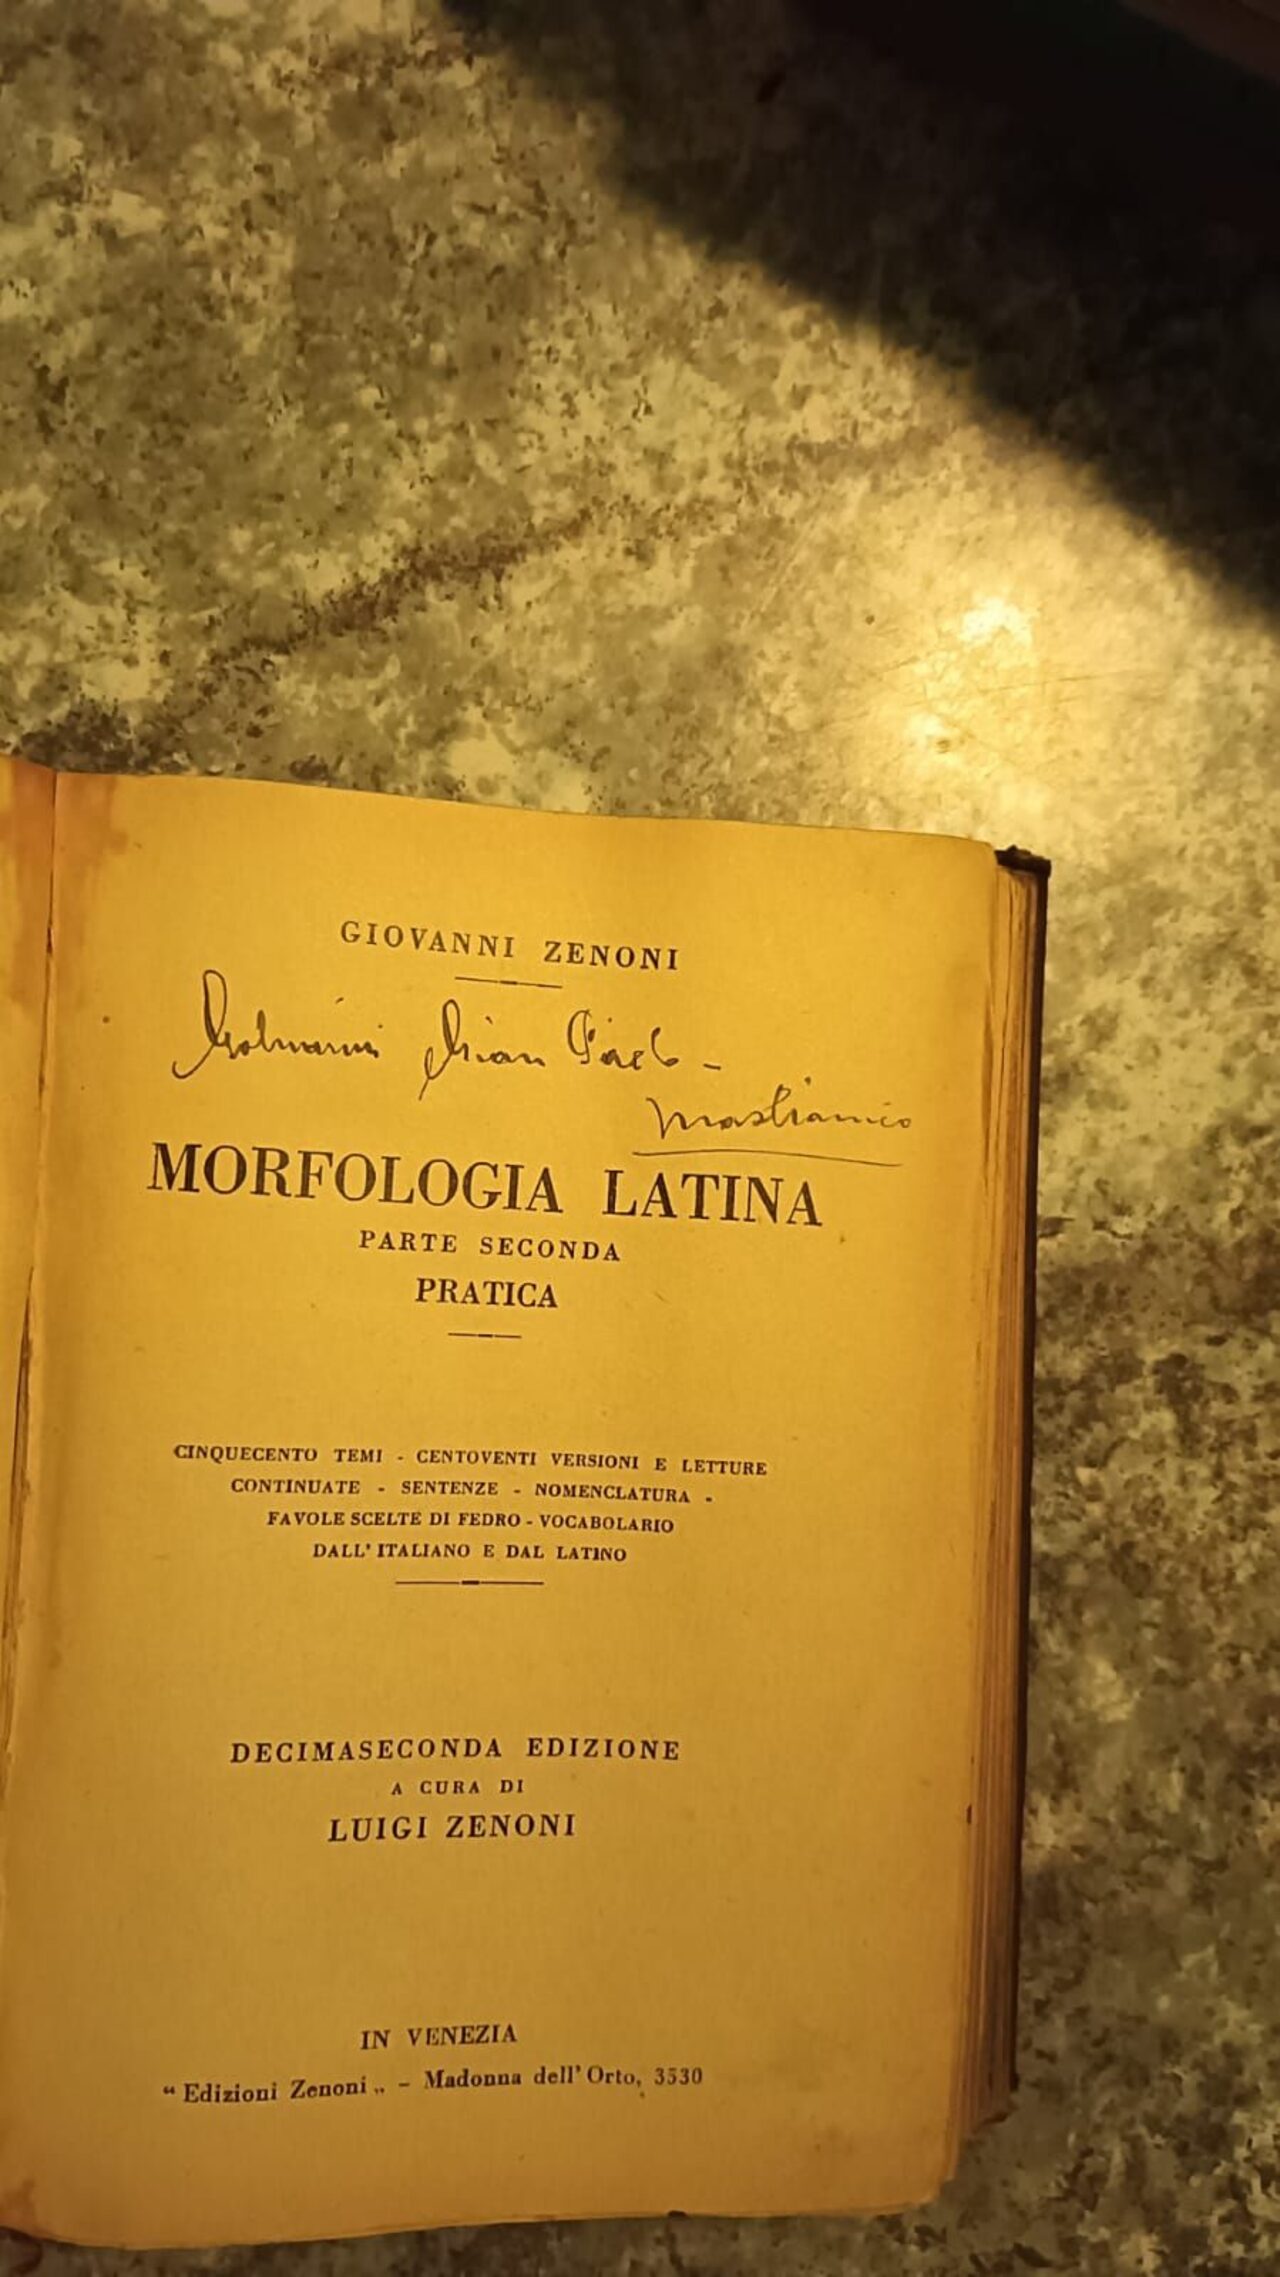 GIOVANNI ZENONI
Gian Paolo -
MORFOLOGIA LATINA
PARTE SECONDA
PRATICA
CINQUECENTO TEMI - CENTOVENTI VERSIONI E LETTURE
CONTINUATE - SENTENZE - NOMENCLATURA -
FAVOLE SCELTE DI FEDRO - VOCABOLARIO
DALL' ITALIANO E DAL LATINO
DECIMASECONDA EDIZIONE
A CURA DI
LUIGI ZENONI
IN VENEZIA
“ Edizioni Zenoni „ - Madonna dell' Orto, 3530